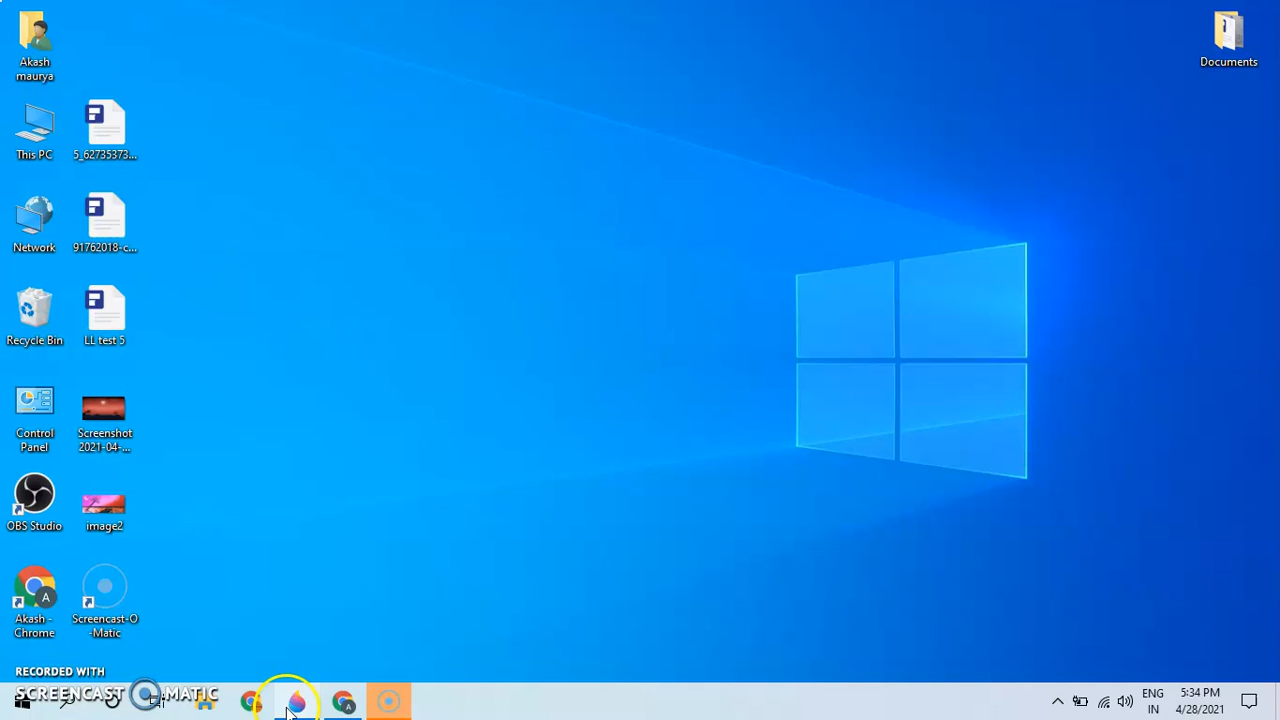 Akash
maurya
Documents
This PC
5_62735373...
Network
91762018-c...
Recycle Bin
LL test 5
Control
Panel
Screenshot
2021-04-...
OBS Studio
image2
A
Akash -
Chrome
Screencast-O
-Matic
RECORDED WITH
SCREENCAST MATIC
A
ENG
IN
5:34 PM
4/28/2021